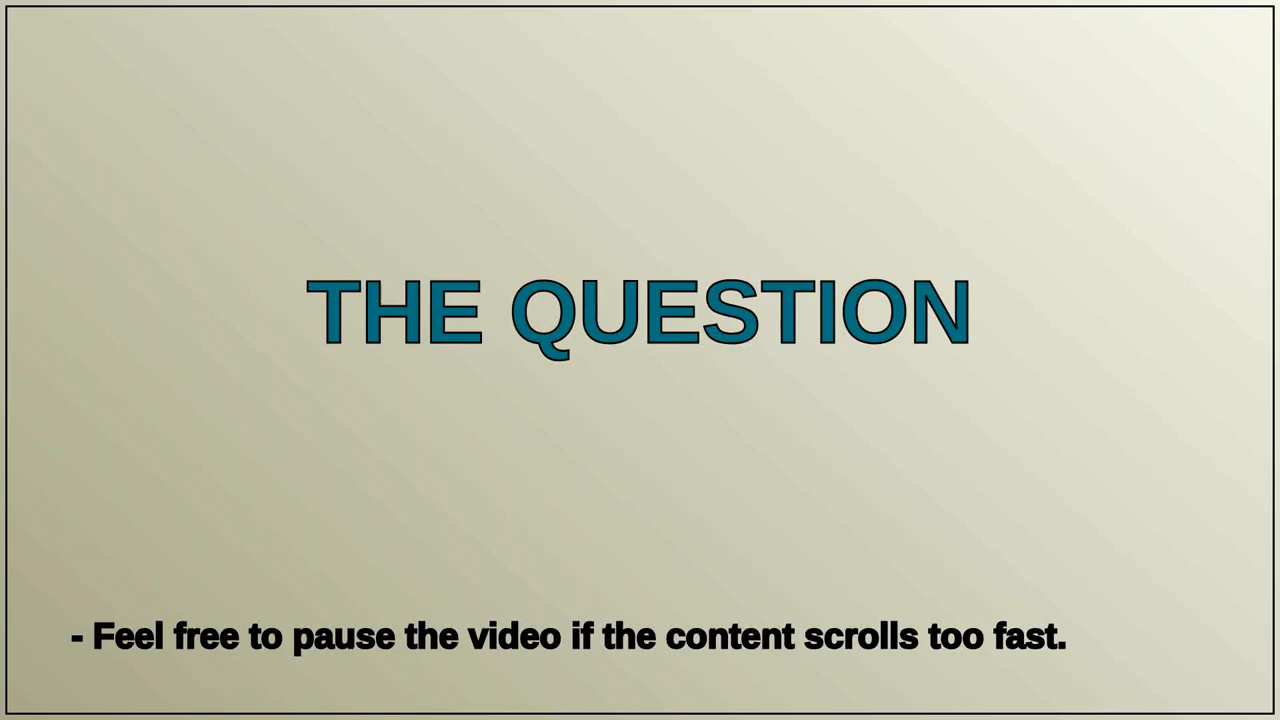 THE QUESTION
- Feel free to pause the video if the content scrolls too fast.